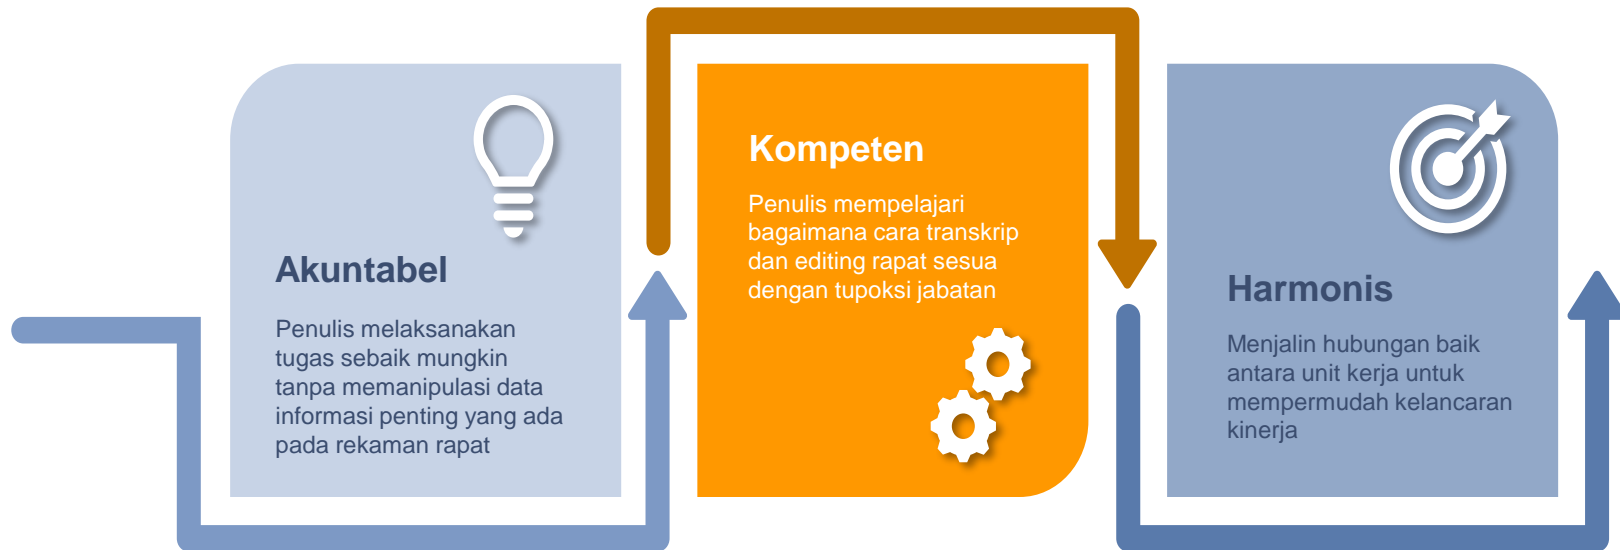 Akuntabel
Penulis melaksanakan
tugas sebaik mungkin
tanpa memanipulasi data
informasi penting yang ada
pada rekaman rapat
Kompeten
Penulis mempelajari
bagaimana cara transkrip
dan editing rapat sesua
dengan tupoksi jabatan
Harmonis
Menjalin hubungan baik
antara unit kerja untuk
mempermudah kelancaran
kinerja